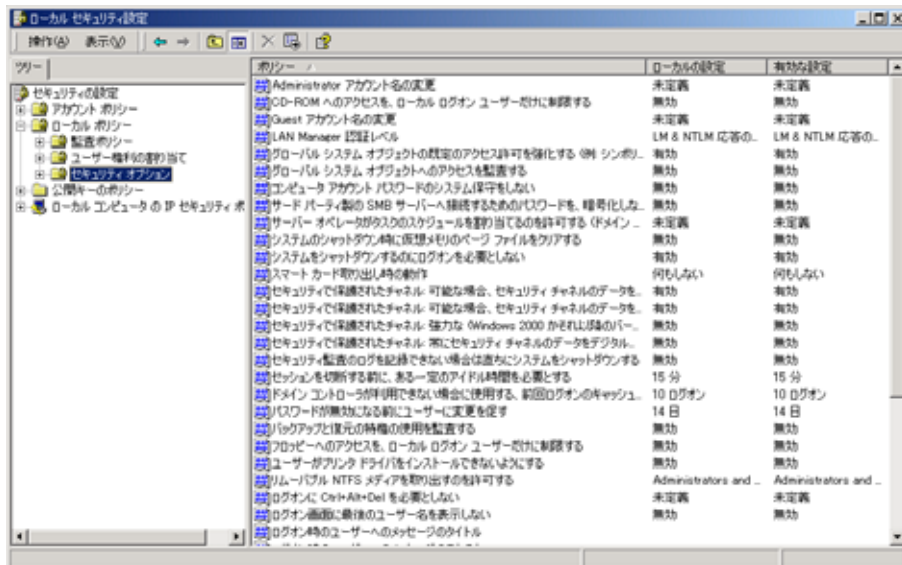 ローカル セキュリティ設定
操作(A) 表示(V)
ツリー
セキュリティの設定
アカウント ポリシー
ローカル ポリシー
監査ポリシー
ユーザー権利の割り当て
セキュリティ オプション
公開キーのポリシー
ローカル コンピュータ の IP セキュリティ ポ
ポリシー ローカルの設定 有効な設定
Administrator アカウント名の変更 未定義 未定義
CD-ROM へのアクセスを、ローカル ログオン ユーザーだけに制限する 無効 無効
Guest アカウント名の変更 未定義 未定義
LAN Manager 認証レベル LM & NTLM 応答の... LM & NTLM 応答の...
グローバル システム オブジェクトの既定のアクセス許可を強化する (例 シンボリ... 有効 有効
グローバル システム オブジェクトへのアクセスを監査する 無効 無効
コンピュータ アカウント パスワードのシステム保守をしない 無効 無効
サード パーティ製の SMB サーバーへ接続するためのパスワードを、暗号化しな... 無効 無効
サーバー オペレータがタスクのスケジュールを割り当てるのを許可する (ドメイン ... 未定義 未定義
システムのシャットダウン時に仮想メモリのページ ファイルをクリアする 無効 無効
システムをシャットダウンするのにログオンを必要としない 有効 有効
スマート カード取り出し時の動作 何もしない 何もしない
セキュリティで保護されたチャネル: 可能な場合、セキュリティ チャネルのデータを... 有効 有効
セキュリティで保護されたチャネル: 可能な場合、セキュリティ チャネルのデータを... 有効 有効
セキュリティで保護されたチャネル: 強力な (Windows 2000 かそれ以降のバー... 無効 無効
セキュリティで保護されたチャネル: 常にセキュリティ チャネルのデータをデジタル... 無効 無効
セキュリティ監査のログを記録できない場合は直ちにシステムをシャットダウンする 無効 無効
セッションを切断する前に、ある一定のアイドル時間を必要とする 15 分 15 分
ドメイン コントローラが利用できない場合に使用する、前回ログオンのキャッシュ... 10 ログオン 10 ログオン
パスワードが無効になる前にユーザーに変更を促す 14 日 14 日
バックアップと復元の特権の使用を監査する 無効 無効
フロッピーへのアクセスを、ローカル ログオン ユーザーだけに制限する 無効 無効
ユーザーがプリンタ ドライバをインストールできないようにする 無効 無効
リムーバブル NTFS メディアを取り出すのを許可する Administrators and ... Administrators and ...
ログオンに Ctrl+Alt+Del を必要としない 未定義 未定義
ログオン画面に最後のユーザー名を表示しない 無効 無効
ログオン時のユーザーへのメッセージのタイトル